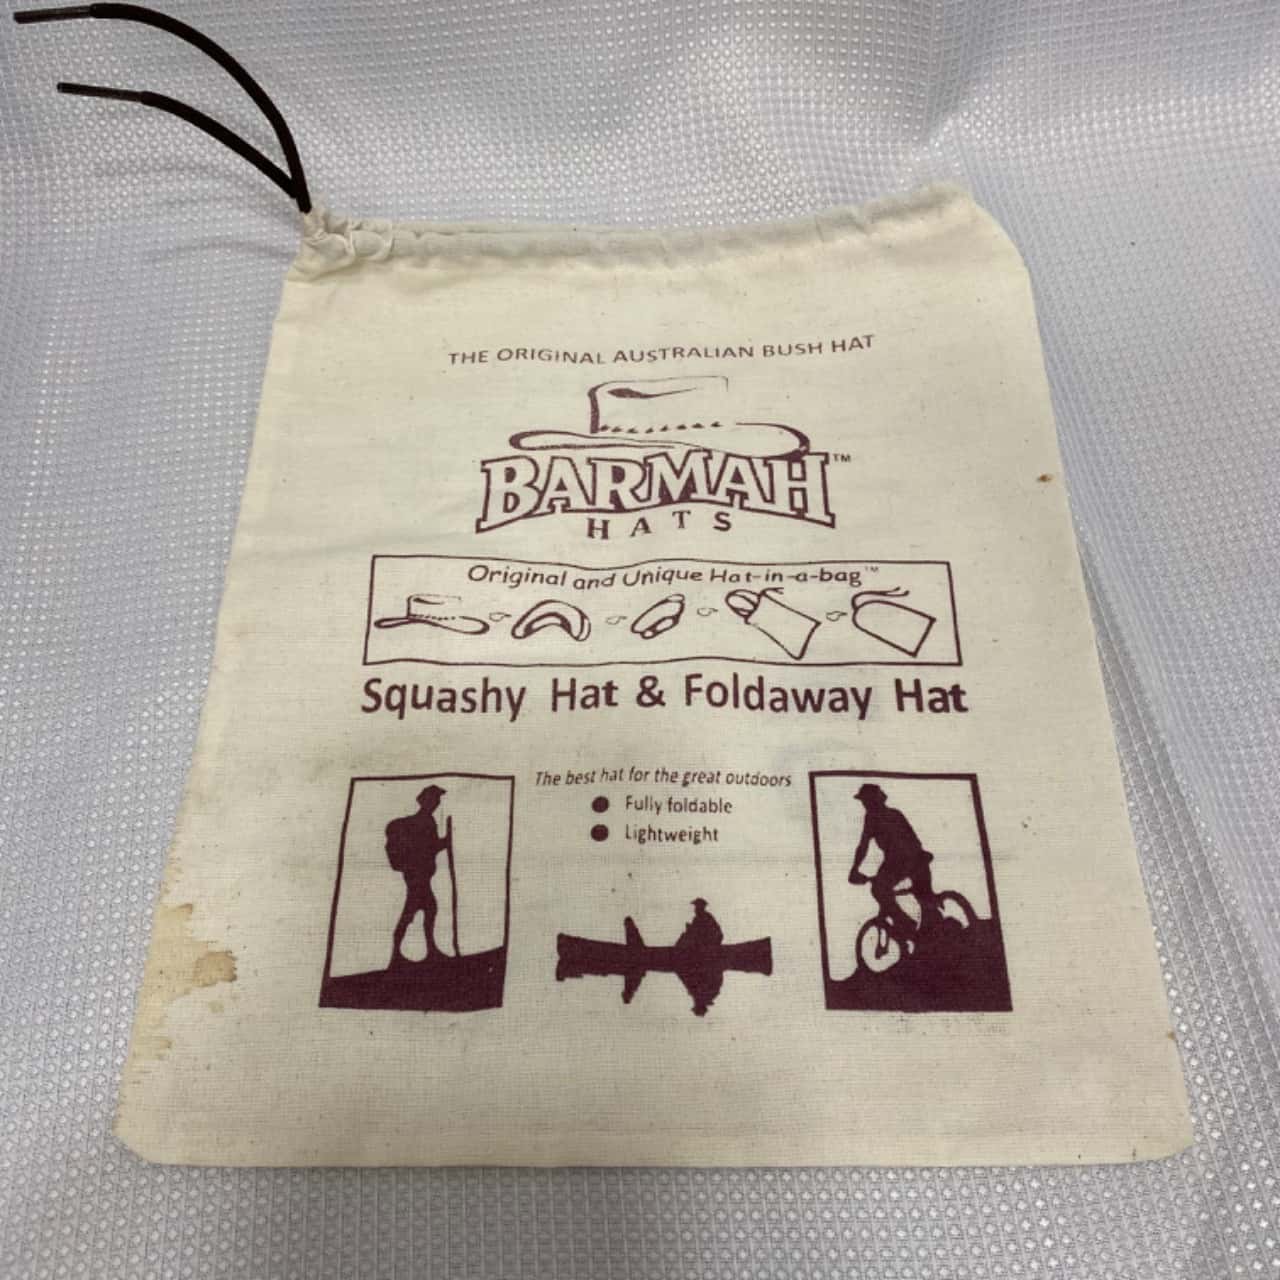 THE ORIGINAL AUSTRALIAN BUSH HAT
BARMAH™
HATS
Original and Unique Hat-in-a-bag™
Squashy Hat & Foldaway Hat
The best hat for the great outdoors
● Fully foldable
● Lightweight